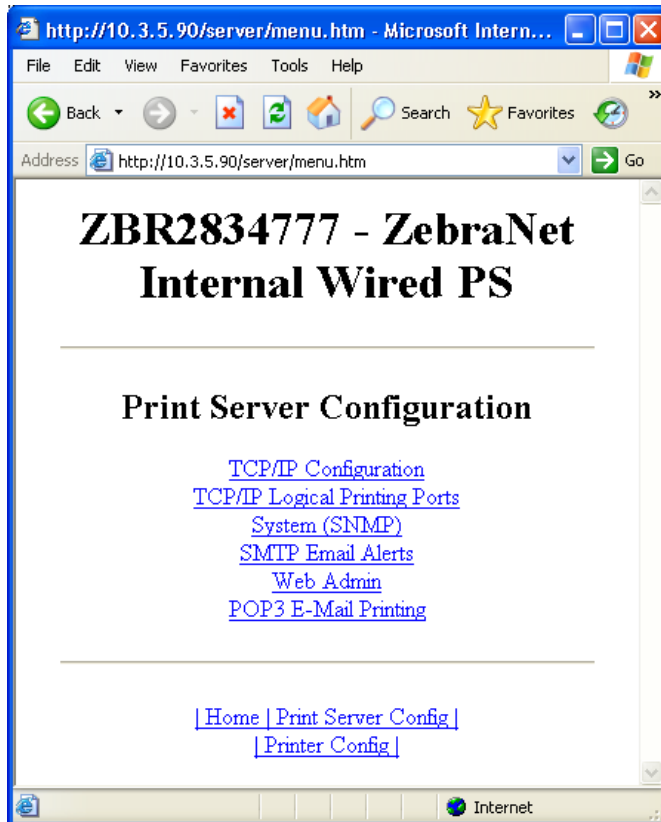 http://10.3.5.90/server/menu.htm - Microsoft Intern...
File Edit View Favorites Tools Help
Back Search Favorites »
Address http://10.3.5.90/server/menu.htm Go
ZBR2834777 - ZebraNet
Internal Wired PS
Print Server Configuration
TCP/IP Configuration
TCP/IP Logical Printing Ports
System (SNMP)
SMTP Email Alerts
Web Admin
POP3 E-Mail Printing
| Home | Print Server Config |
| Printer Config |
Internet